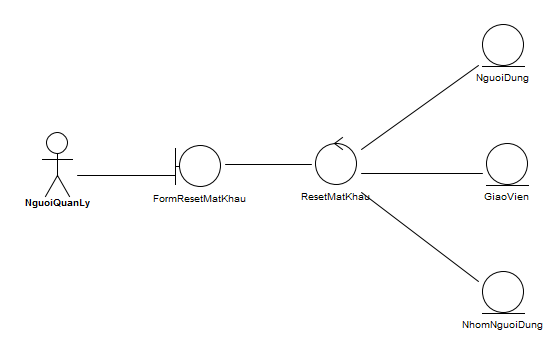 NguoiDung
NguoiQuanLy
FormResetMatKhau
ResetMatKhau
GiaoVien
NhomNguoiDung